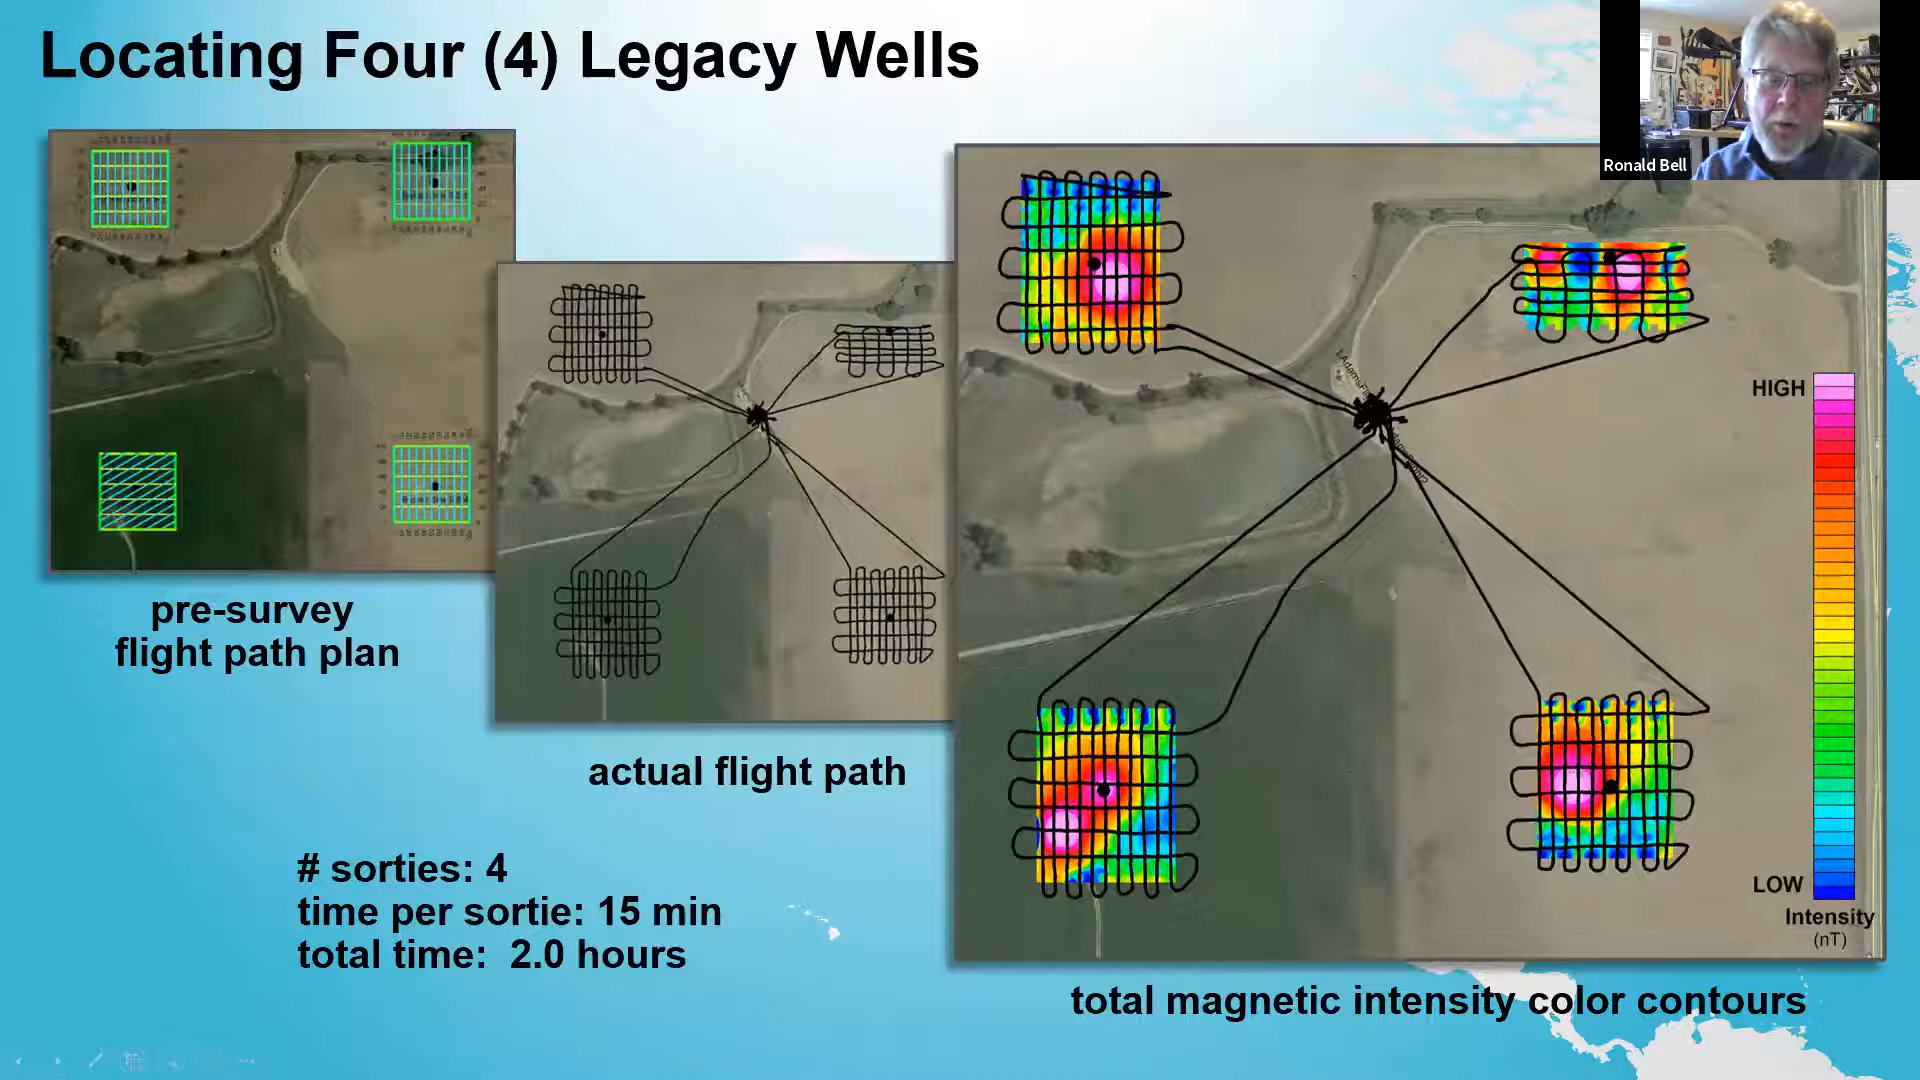 Locating Four (4) Legacy Wells
Ronald Bell
pre-survey
flight path plan
actual flight path
# sorties: 4
time per sortie: 15 min
total time: 2.0 hours
HIGH
LOW
Intensity
(nT)
total magnetic intensity color contours